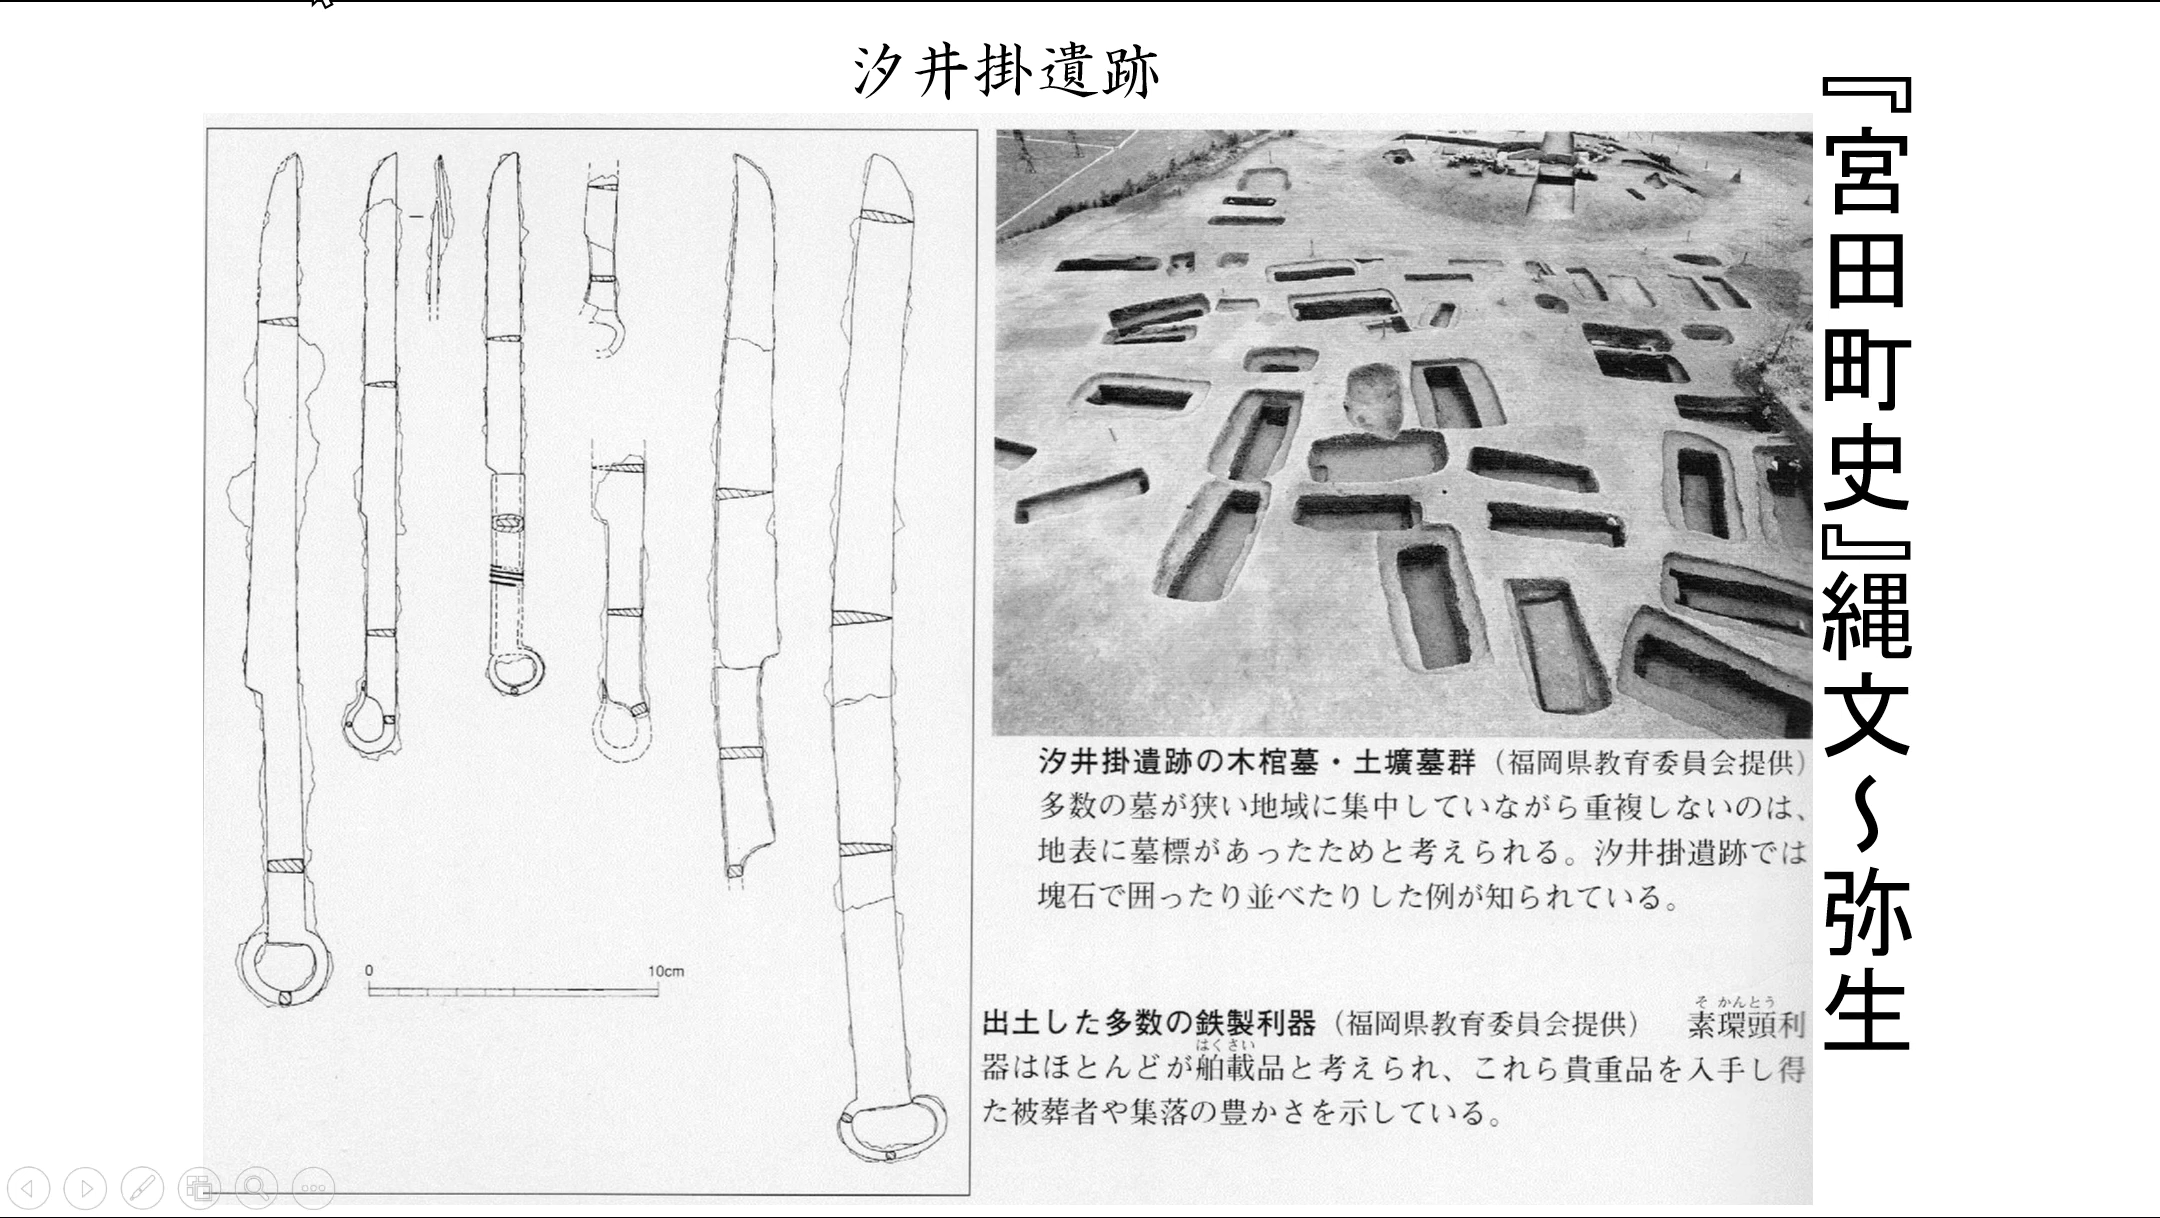 汐井掛遺跡
『宮田町史』縄文～弥生
汐井掛遺跡の木棺墓・土壙墓群（福岡県教育委員会提供）
多数の墓が狭い地域に集中していながら重複しないのは、
地表に墓標があったためと考えられる。汐井掛遺跡では
塊石で囲ったり並べたりした例が知られている。
0 10cm
そ かんとう
出土した多数の鉄製利器（福岡県教育委員会提供） 素環頭利
はくさい
器はほとんどが舶載品と考えられ、これら貴重品を入手し得
た被葬者や集落の豊かさを示している。